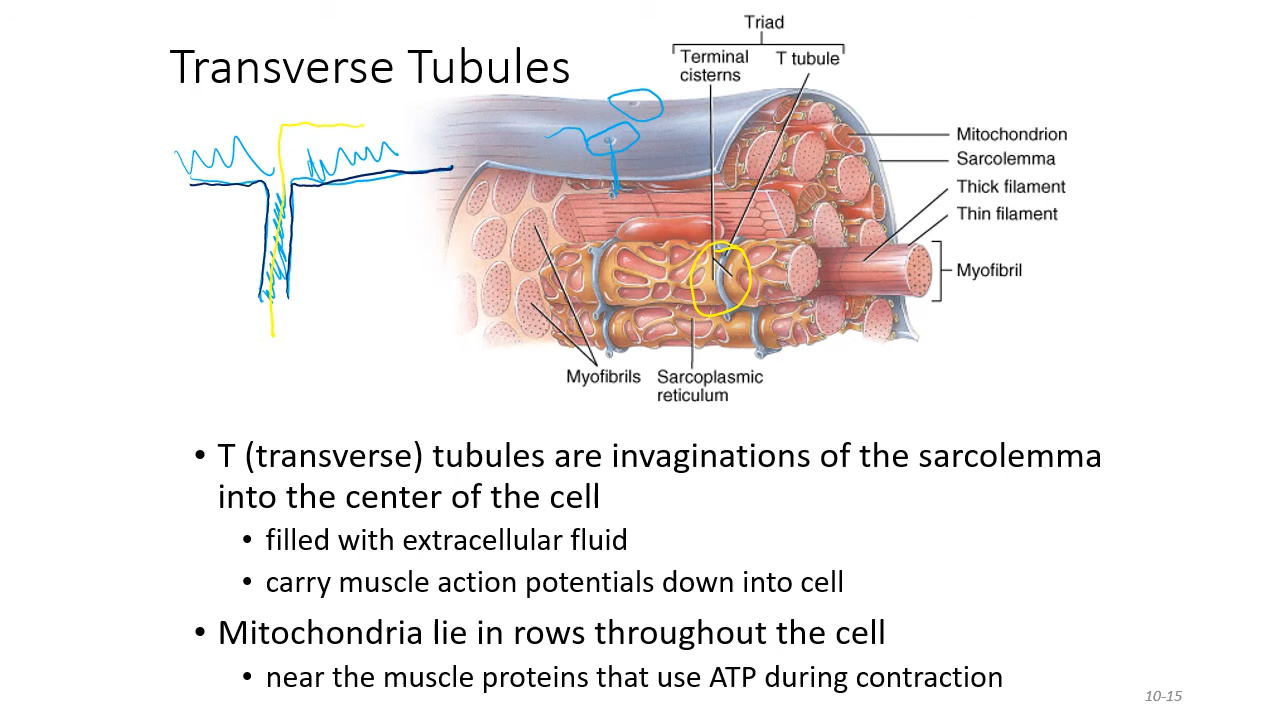 Transverse Tubules
Triad
Terminal
cisterns
T tubule
Mitochondrion
Sarcolemma
Thick filament
Thin filament
Myofibril
Myofibrils
Sarcoplasmic
reticulum
• T (transverse) tubules are invaginations of the sarcolemma
into the center of the cell
• filled with extracellular fluid
• carry muscle action potentials down into cell
• Mitochondria lie in rows throughout the cell
• near the muscle proteins that use ATP during contraction
10-15